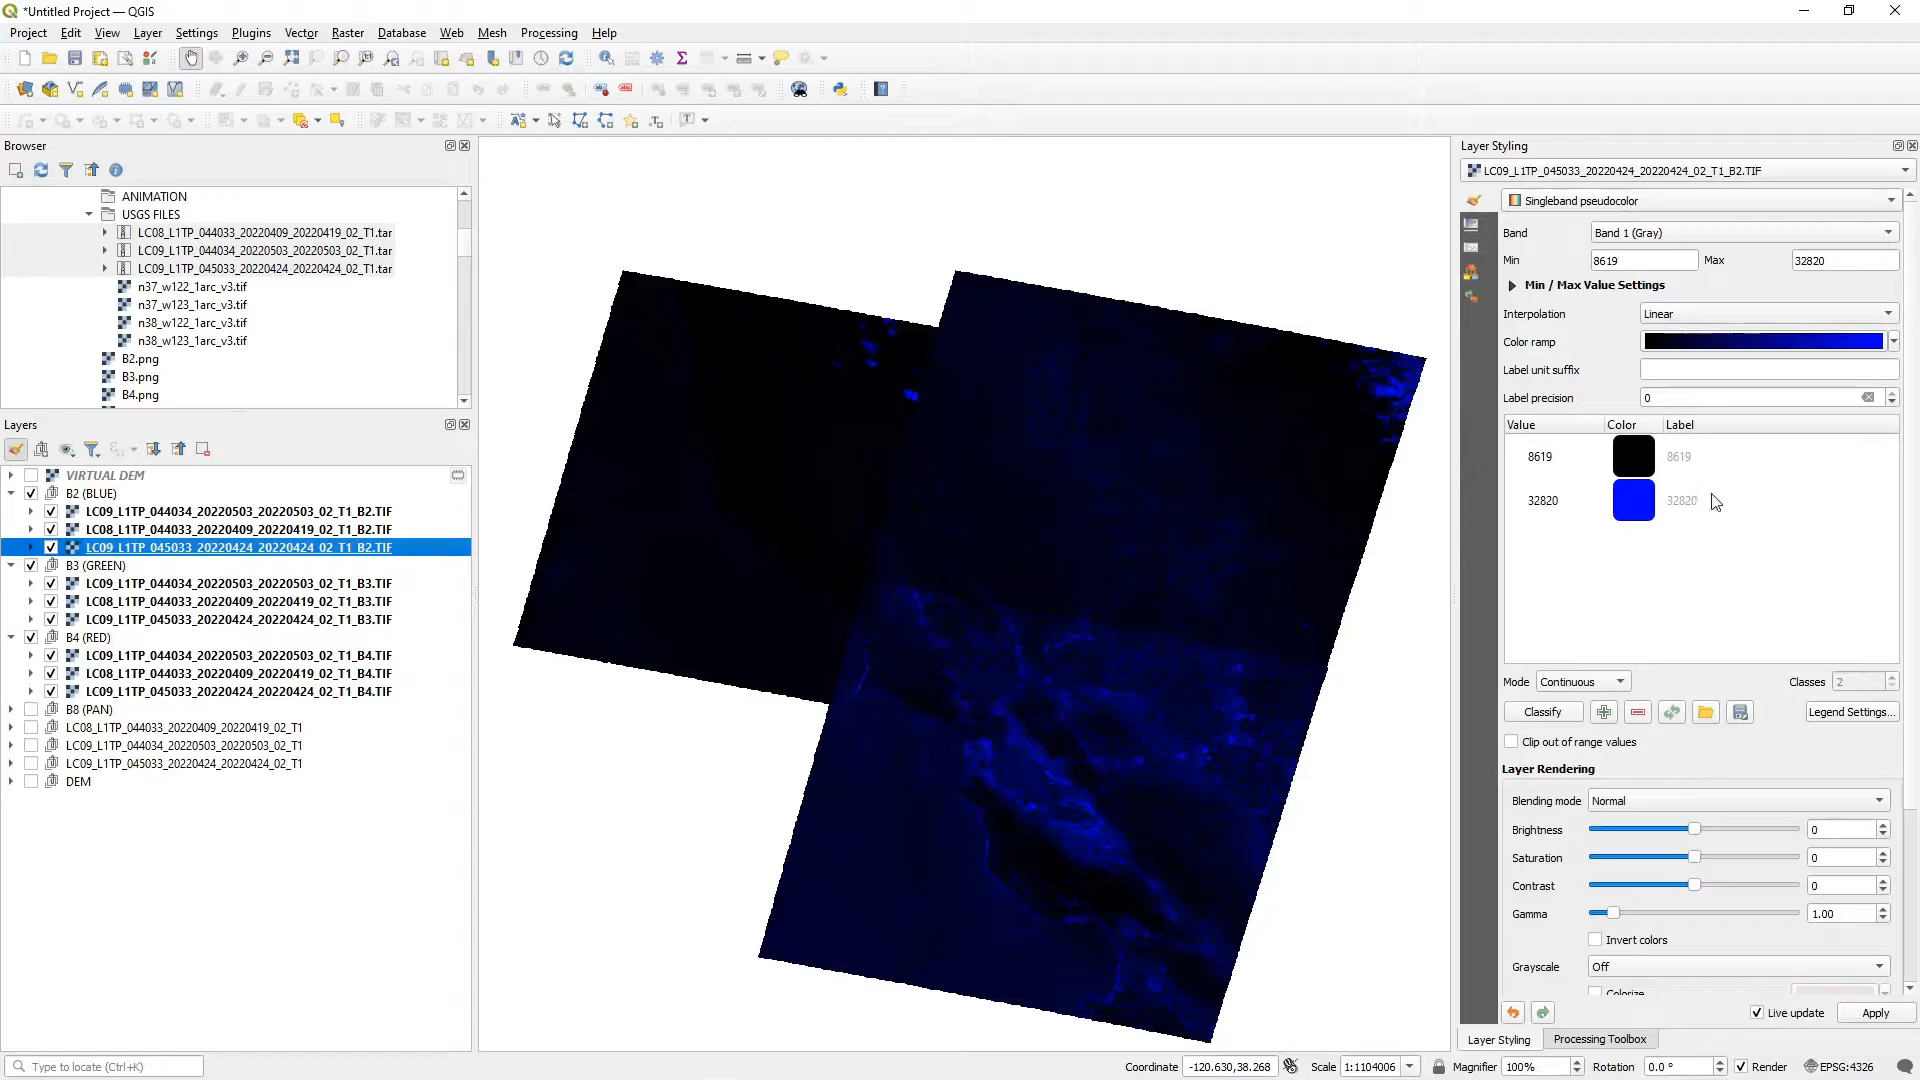 *Untitled Project — QGIS
Project Edit View Layer Settings Plugins Vector Raster Database Web Mesh Processing Help
Browser
ANIMATION
USGS FILES
LC08_L1TP_044033_20220409_20220419_02_T1.tar
LC09_L1TP_044034_20220503_20220503_02_T1.tar
LC09_L1TP_045033_20220424_20220424_02_T1.tar
n37_w122_1arc_v3.tif
n37_w123_1arc_v3.tif
n38_w122_1arc_v3.tif
n38_w123_1arc_v3.tif
B2.png
B3.png
B4.png
Layers
VIRTUAL DEM
B2 (BLUE)
LC09_L1TP_044034_20220503_20220503_02_T1_B2.TIF
LC08_L1TP_044033_20220409_20220419_02_T1_B2.TIF
LC09_L1TP_045033_20220424_20220424_02_T1_B2.TIF
B3 (GREEN)
LC09_L1TP_044034_20220503_20220503_02_T1_B3.TIF
LC08_L1TP_044033_20220409_20220419_02_T1_B3.TIF
LC09_L1TP_045033_20220424_20220424_02_T1_B3.TIF
B4 (RED)
LC09_L1TP_044034_20220503_20220503_02_T1_B4.TIF
LC08_L1TP_044033_20220409_20220419_02_T1_B4.TIF
LC09_L1TP_045033_20220424_20220424_02_T1_B4.TIF
B8 (PAN)
LC08_L1TP_044033_20220409_20220419_02_T1
LC09_L1TP_044034_20220503_20220503_02_T1
LC09_L1TP_045033_20220424_20220424_02_T1
DEM
Layer Styling
LC09_L1TP_045033_20220424_20220424_02_T1_B2.TIF
Singleband pseudocolor
Band Band 1 (Gray)
Min 8619 Max 32820
Min / Max Value Settings
Interpolation Linear
Color ramp
Label unit suffix
Label precision 0
Value Color Label
8619 8619
32820 32820
Mode Continuous Classes 2
Classify Legend Settings...
Clip out of range values
Layer Rendering
Blending mode Normal
Brightness 0
Saturation 0
Contrast 0
Gamma 1.00
Invert colors
Grayscale Off
Colorize
Live update Apply
Layer Styling Processing Toolbox
Type to locate (Ctrl+K) Coordinate -120.630,38.268 Scale 1:1104006 Magnifier 100% Rotation 0.0 ° Render EPSG:4326